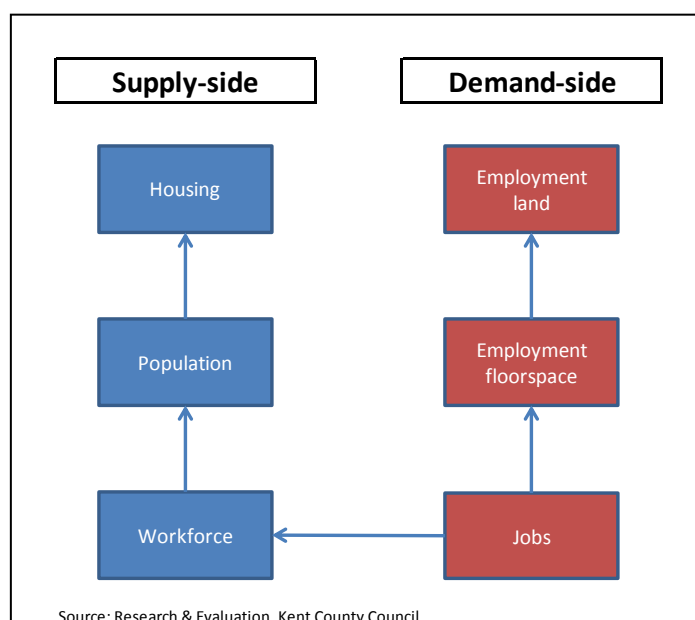 Supply-side
Demand-side
Housing
Employment
land
Population
Employment
floorspace
Workforce
Jobs
Source: Research & Evaluation, Kent County Council